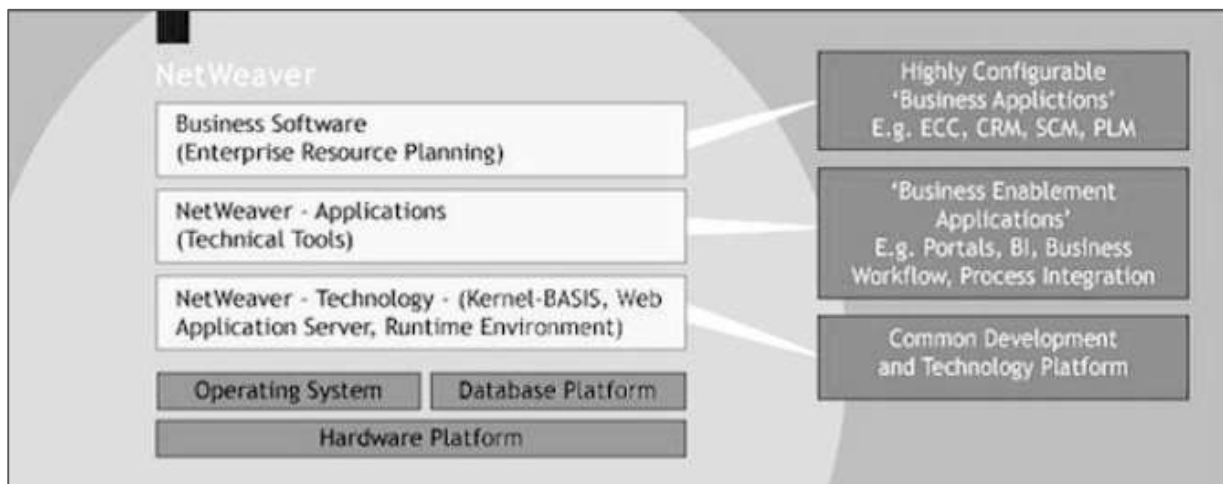 NetWeaver
Business Software
(Enterprise Resource Planning)
NetWeaver - Applications
(Technical Tools)
NetWeaver - Technology - (Kernel-BASIS, Web
Application Server, Runtime Environment)
Operating System
Database Platform
Hardware Platform
Highly Configurable
‘Business Applictions’
E.g. ECC, CRM, SCM, PLM
‘Business Enablement
Applications’
E.g. Portals, BI, Business
Workflow, Process Integration
Common Development
and Technology Platform